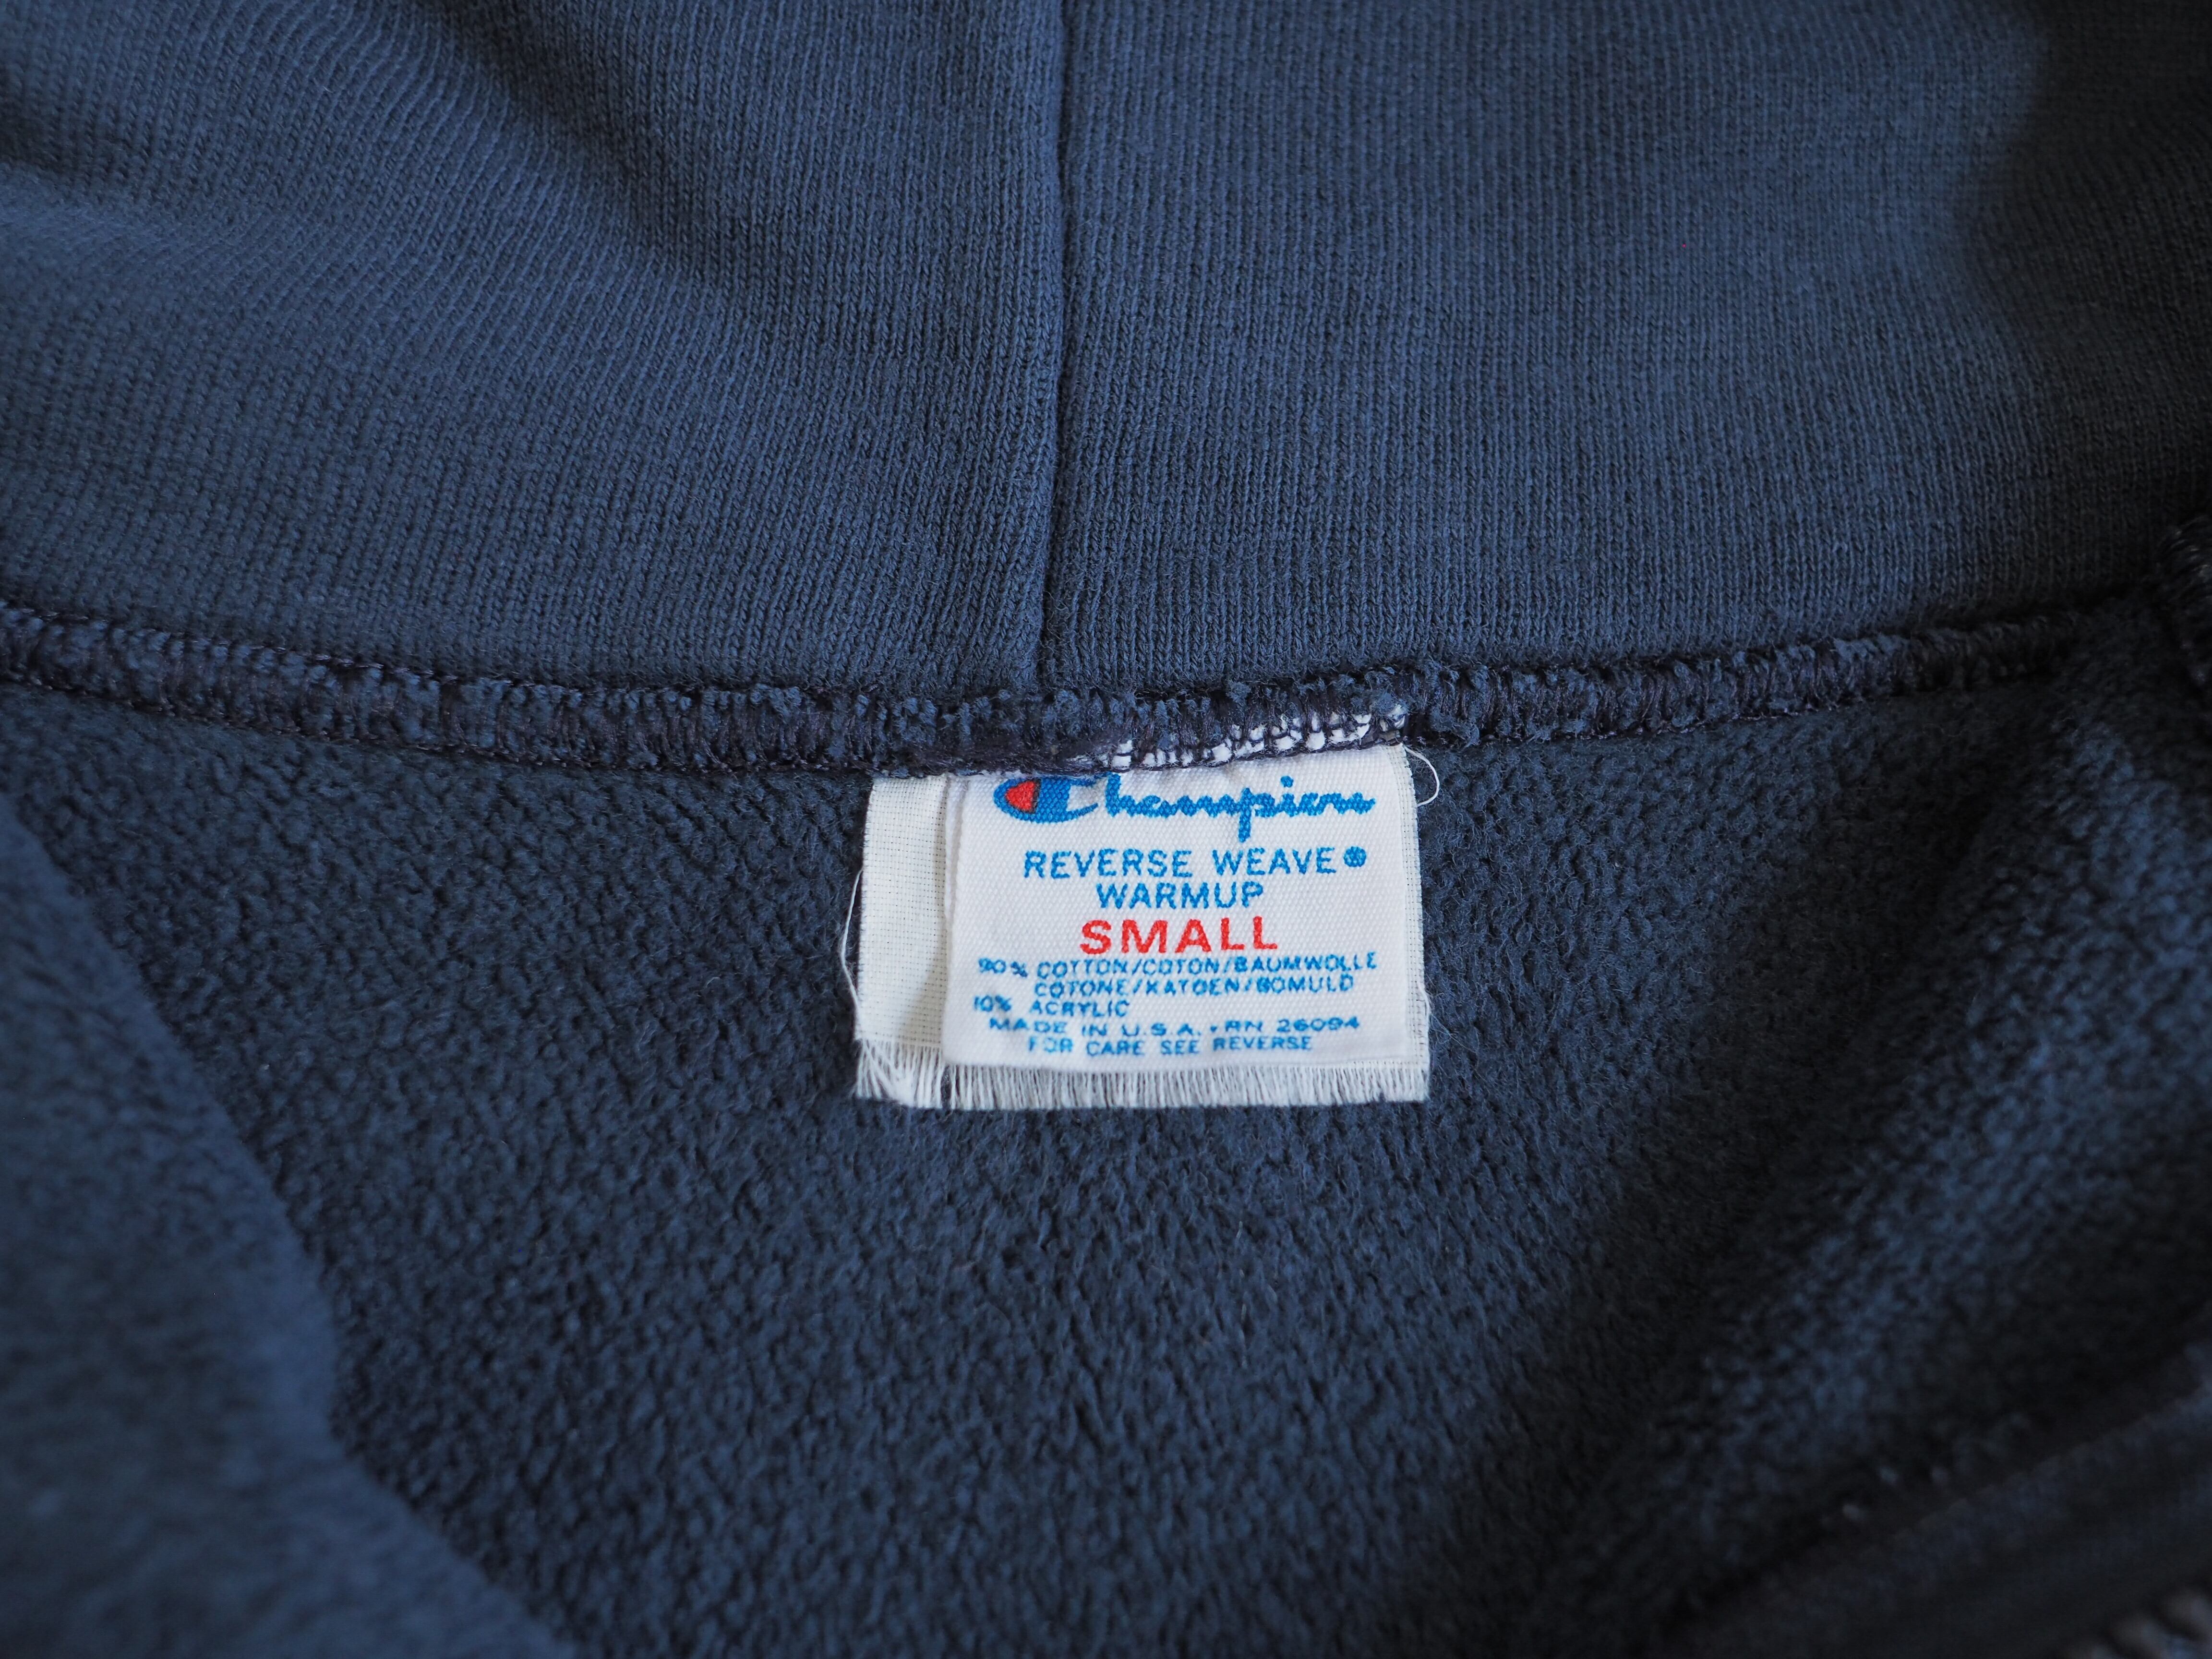 Champion
REVERSE WEAVE®
WARMUP
SMALL
90% COTTON/COTON/BAUMWOLLE
COTONE/KATOEN/BOMULD
10% ACRYLIC
MADE IN U.S.A. • RN 26094
FOR CARE SEE REVERSE